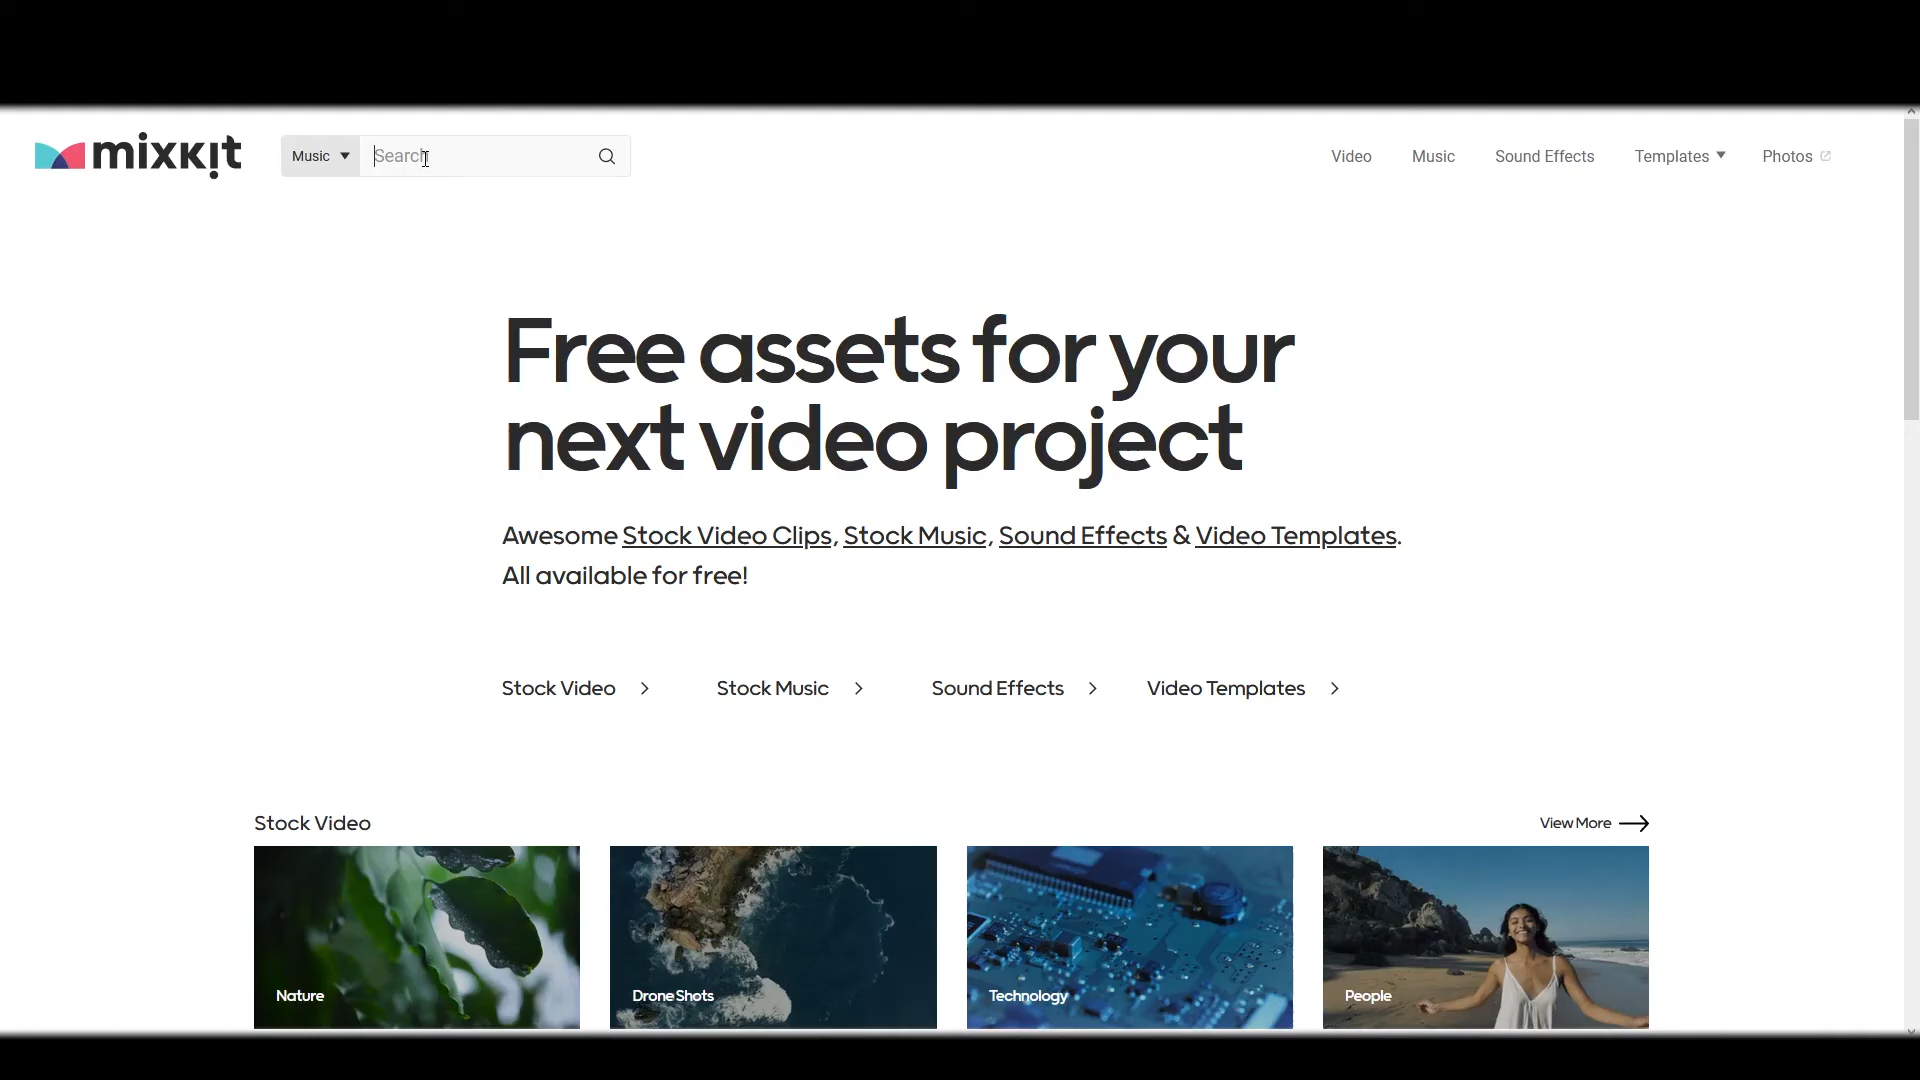 mixkit
Music
Search
Video
Music
Sound Effects
Templates
Photos
Free assets for your
next video project
Awesome Stock Video Clips, Stock Music, Sound Effects & Video Templates.
All available for free!
Stock Video
Stock Music
Sound Effects
Video Templates
Stock Video
View More
Nature
Drone Shots
Technology
People